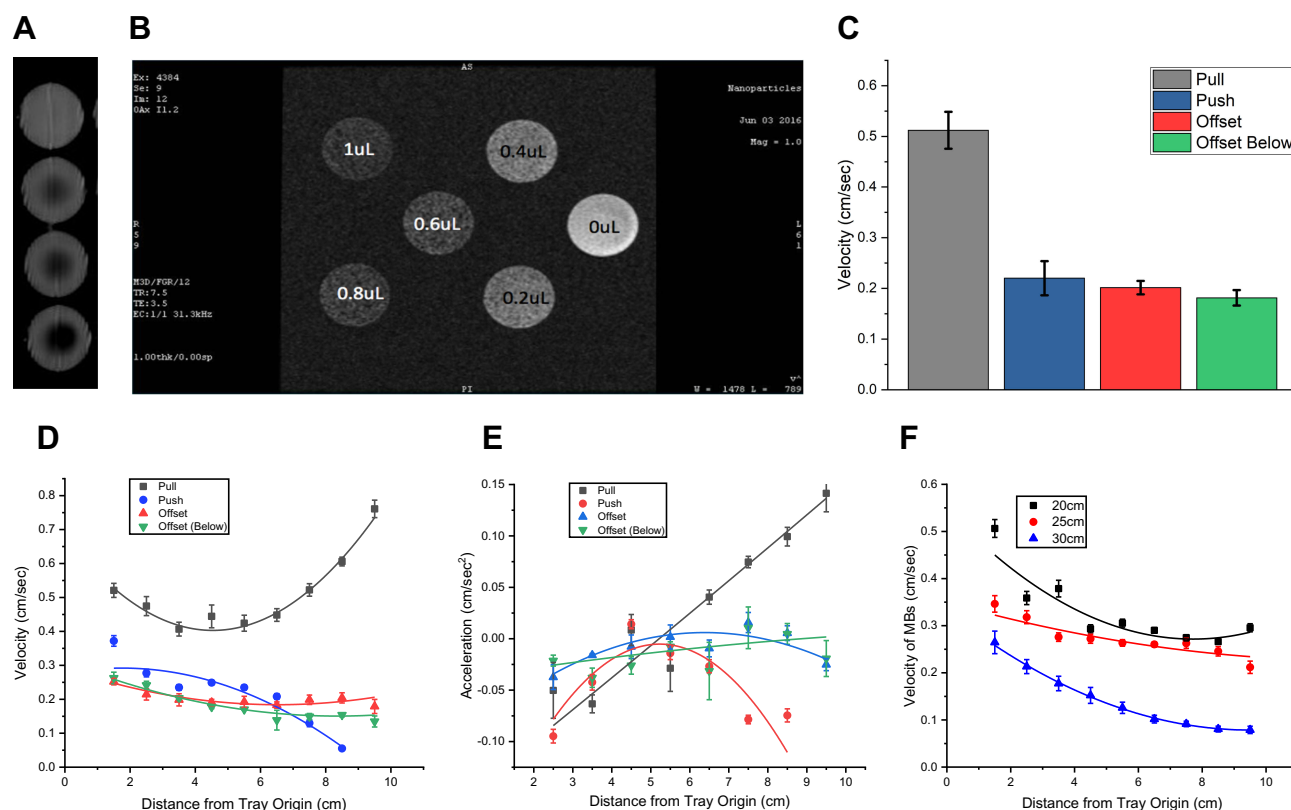 A
B
C
Ex: 4384
Se: 9
Im: 12
OAx I1.2
AS
Nanoparticles
Jun 03 2016
Mag = 1.0
1uL
0.4uL
0.6uL
0uL
0.8uL
0.2uL
R
5
9
L
6
1
M3D/FGR/12
TR:7.5
TE:3.5
EC:1/1 31.3kHz
1.00thk/0.00sp
PI
W = 1478 L = 789
Velocity (cm/sec)
0.6
0.5
0.4
0.3
0.2
0.1
0.0
Pull
Push
Offset
Offset Below
D
E
F
Velocity (cm/sec)
0.8
0.7
0.6
0.5
0.4
0.3
0.2
0.1
0.0
Pull
Push
Offset
Offset (Below)
0 2 4 6 8 10
Distance from Tray Origin (cm)
Acceleration (cm/sec²)
0.15
0.10
0.05
0.00
-0.05
-0.10
Pull
Push
Offset
Offset (Below)
2 3 4 5 6 7 8 9 10
Distance from Tray Origin (cm)
Velocity of MBs (cm/sec)
0.6
0.5
0.4
0.3
0.2
0.1
0.0
20cm
25cm
30cm
0 2 4 6 8 10
Distance from Tray Origin (cm)